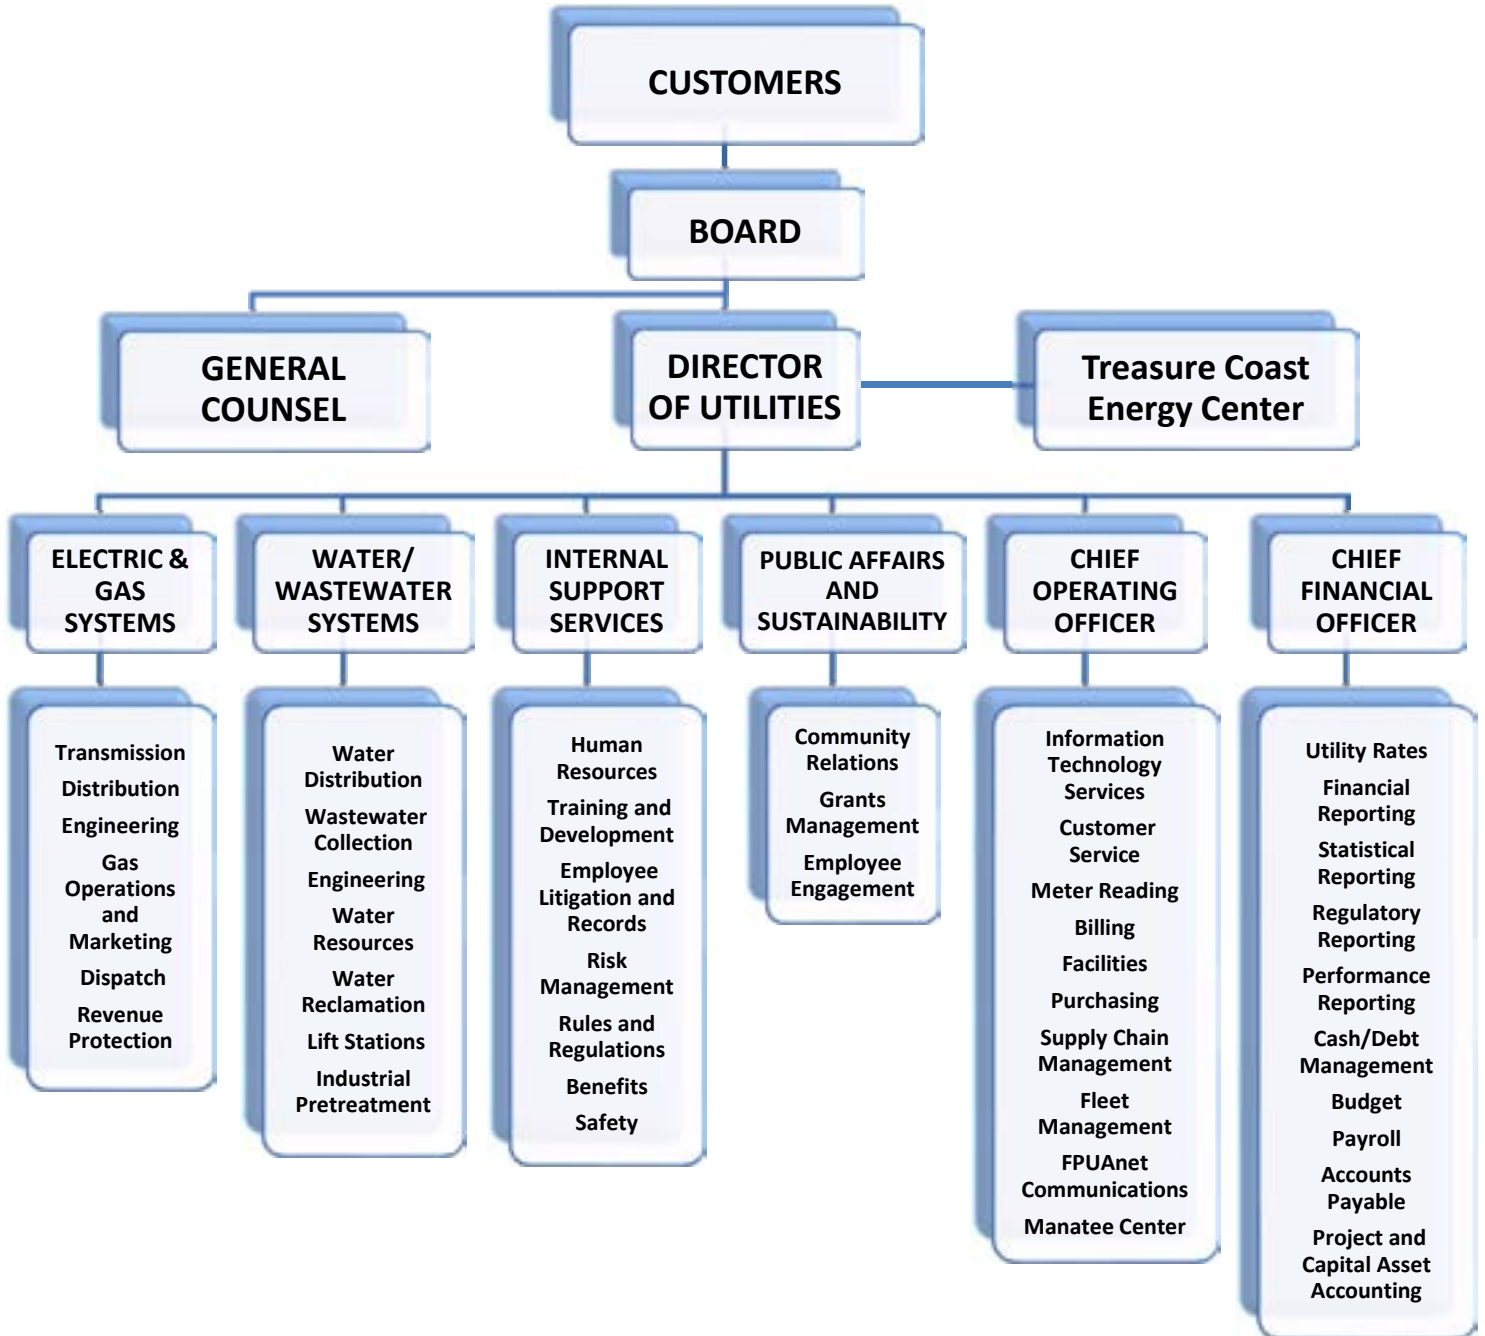 CUSTOMERS
BOARD
GENERAL
COUNSEL
DIRECTOR
OF UTILITIES
Treasure Coast
Energy Center
ELECTRIC &
GAS
SYSTEMS
WATER/
WASTEWATER
SYSTEMS
INTERNAL
SUPPORT
SERVICES
PUBLIC AFFAIRS
AND
SUSTAINABILITY
CHIEF
OPERATING
OFFICER
CHIEF
FINANCIAL
OFFICER
Transmission
Distribution
Engineering
Gas
Operations
and
Marketing
Dispatch
Revenue
Protection
Water
Distribution
Wastewater
Collection
Engineering
Water
Resources
Water
Reclamation
Lift Stations
Industrial
Pretreatment
Human
Resources
Training and
Development
Employee
Litigation and
Records
Risk
Management
Rules and
Regulations
Benefits
Safety
Community
Relations
Grants
Management
Employee
Engagement
Information
Technology
Services
Customer
Service
Meter Reading
Billing
Facilities
Purchasing
Supply Chain
Management
Fleet
Management
FPUAnet
Communications
Manatee Center
Utility Rates
Financial
Reporting
Statistical
Reporting
Regulatory
Reporting
Performance
Reporting
Cash/Debt
Management
Budget
Payroll
Accounts
Payable
Project and
Capital Asset
Accounting